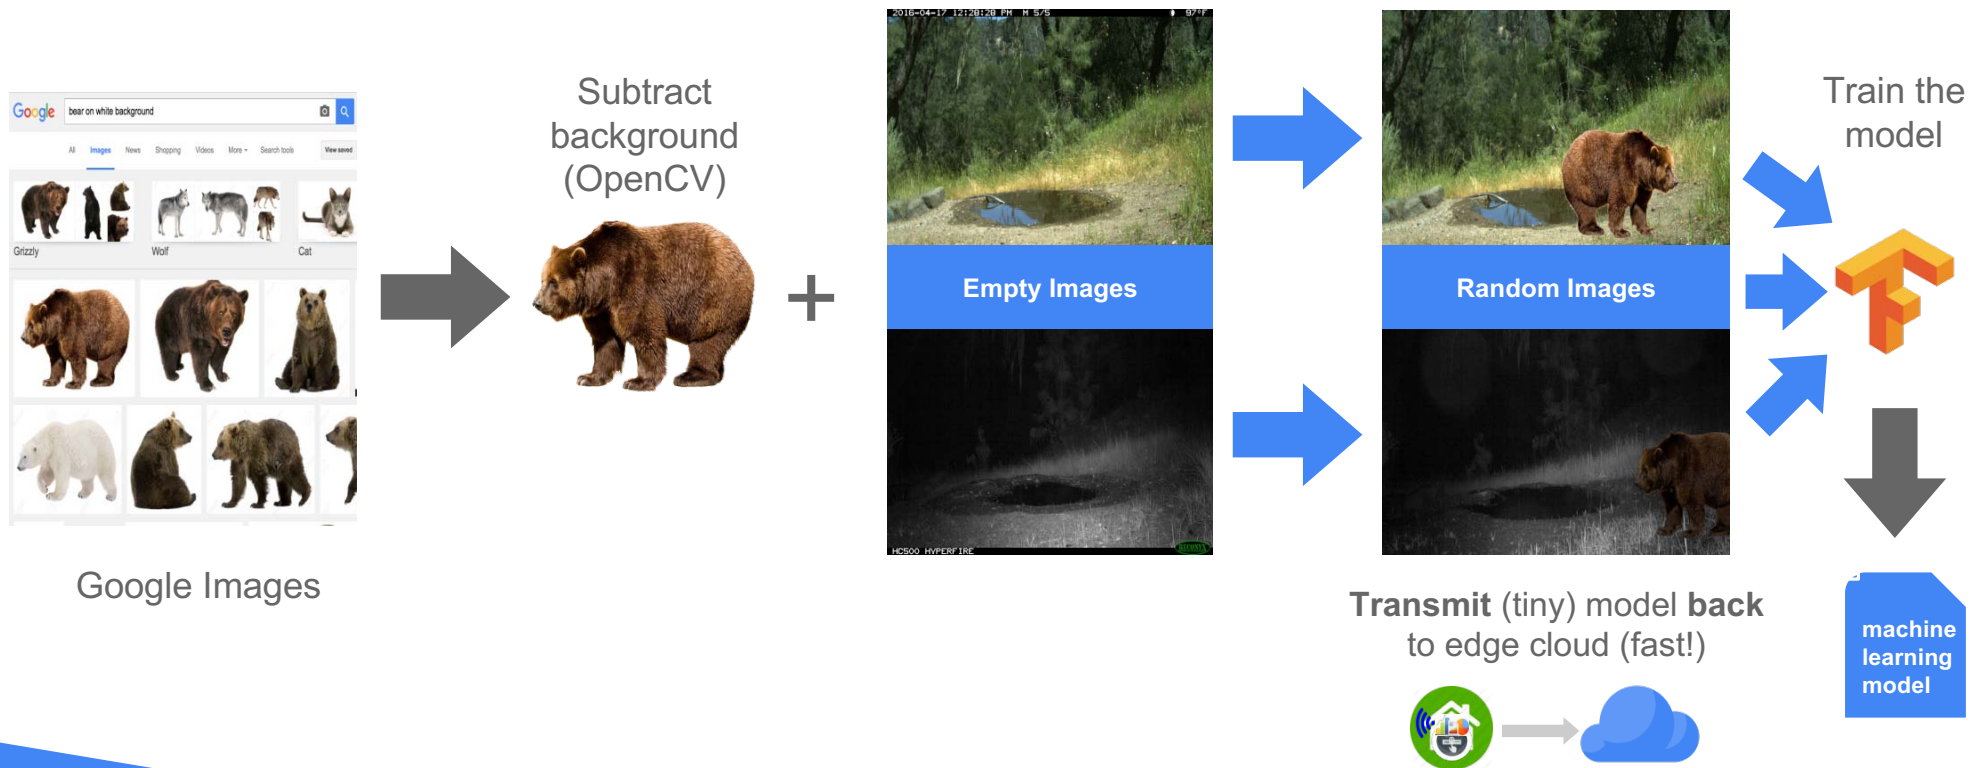 Google
bear on white background
All Images News Shopping Videos More Search tools View saved
Grizzly Wolf Cat
Google Images
Subtract
background
(OpenCV)
+
2016-04-17 12:28:28 PM M 5/5 97°F
Empty Images
HC500 HYPERFIRE
RECONYX
Random Images
Train the
model
machine
learning
model
Transmit (tiny) model back
to edge cloud (fast!)